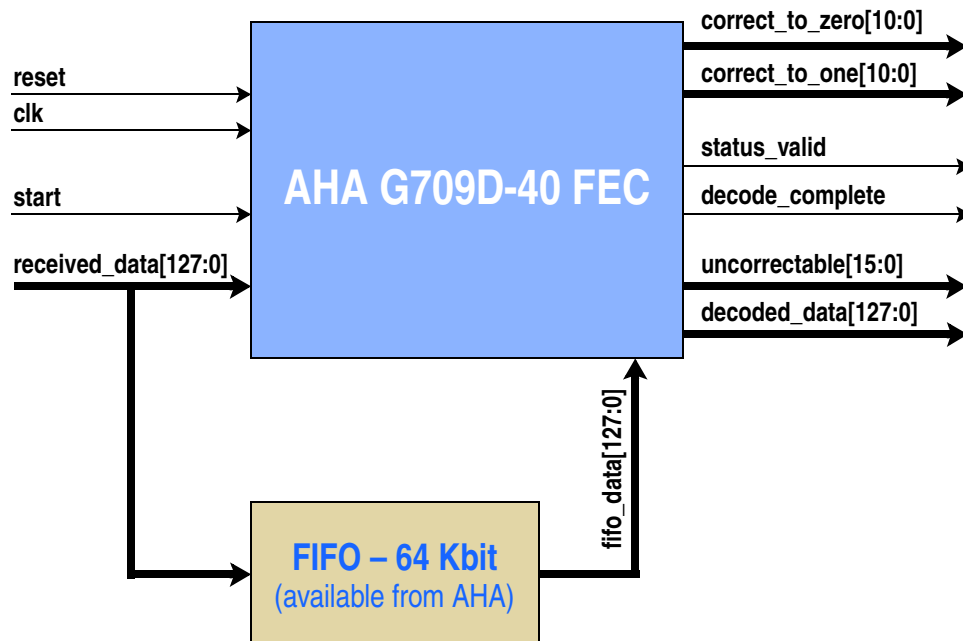 correct_to_zero[10:0]
reset
correct_to_one[10:0]
clk
status_valid
AHA G709D-40 FEC
start
decode_complete
received_data[127:0]
uncorrectable[15:0]
decoded_data[127:0]
fifo_data[127:0]
FIFO – 64 Kbit
(available from AHA)